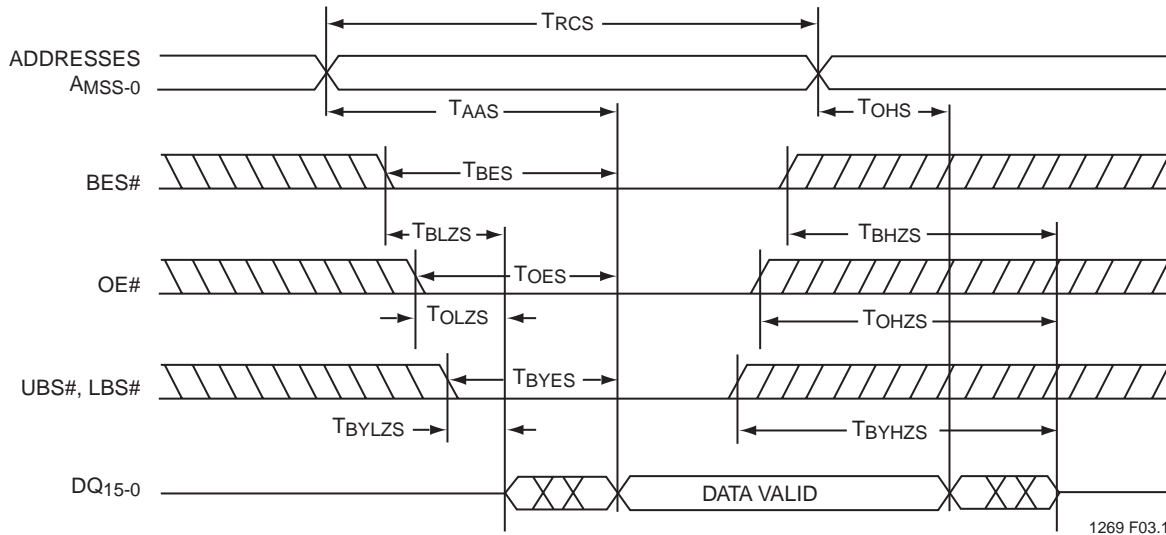 TRCS
ADDRESSES
AMSS-0
TAAS
TOHS
BES#
TBES
TBLZS
TBHZS
OE#
TOES
TOLZS
TOHZS
UBS#, LBS#
TBYES
TBYLZS
TBYHZS
DQ15-0
DATA VALID
1269 F03.1